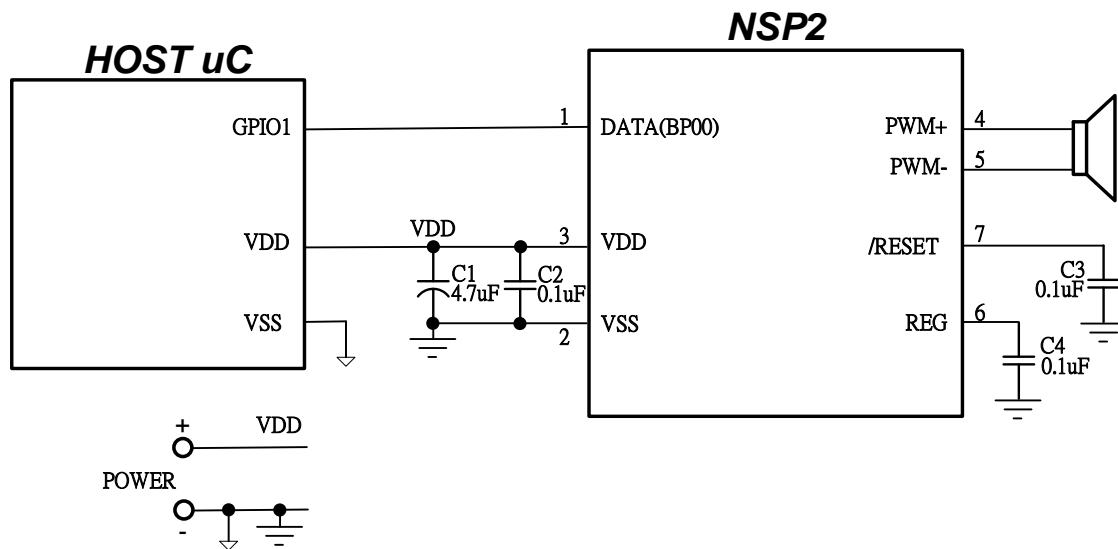 HOST uC
NSP2
GPIO1
1
DATA(BP00)
PWM+
4
PWM-
5
VDD
VDD
3
VDD
/RESET
7
C1
4.7uF
C2
0.1uF
C3
0.1uF
VSS
2
VSS
REG
6
C4
0.1uF
+
VDD
POWER
-